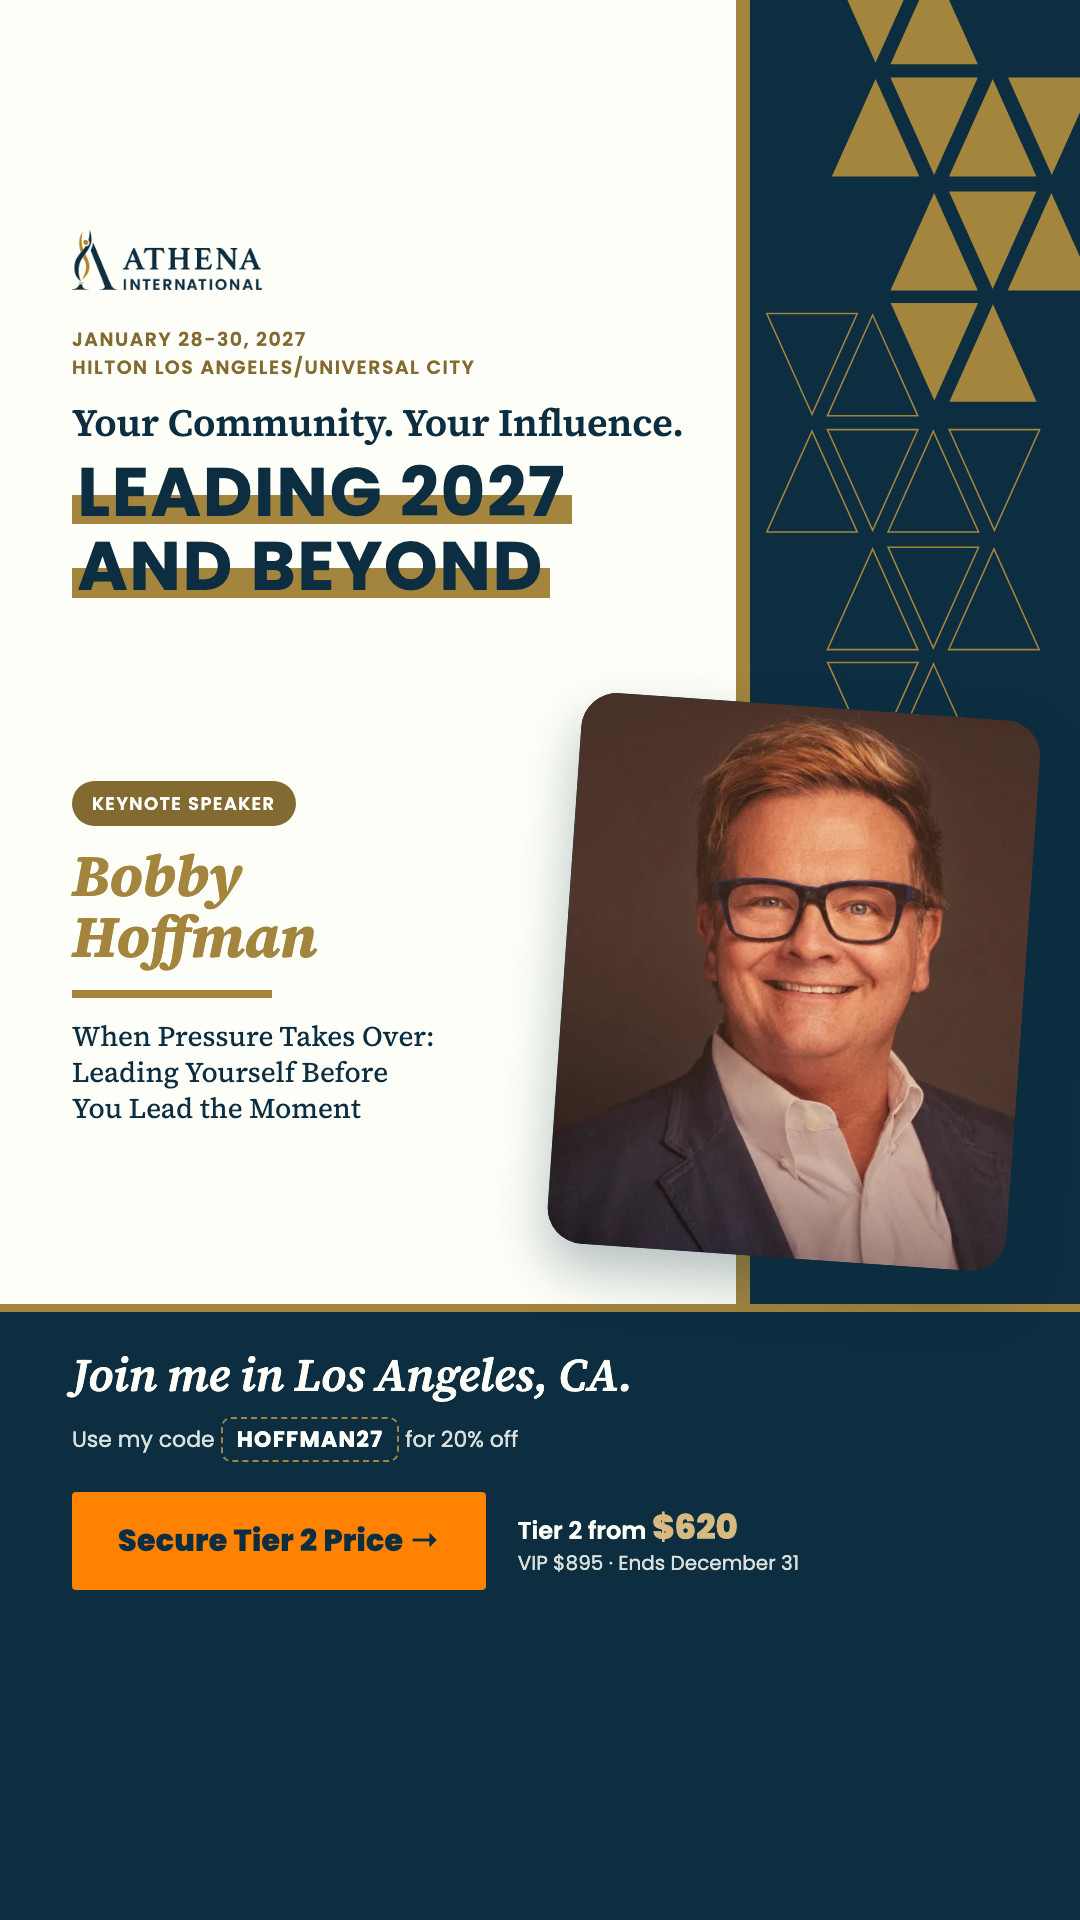 ATHENA
INTERNATIONAL
JANUARY 28-30, 2027
HILTON LOS ANGELES/UNIVERSAL CITY
Your Community. Your Influence.
LEADING 2027
AND BEYOND
KEYNOTE SPEAKER
Bobby
Hoffman
When Pressure Takes Over:
Leading Yourself Before
You Lead the Moment
Join me in Los Angeles, CA.
Use my code HOFFMAN27 for 20% off
Secure Tier 2 Price →
Tier 2 from $620
VIP $895 · Ends December 31